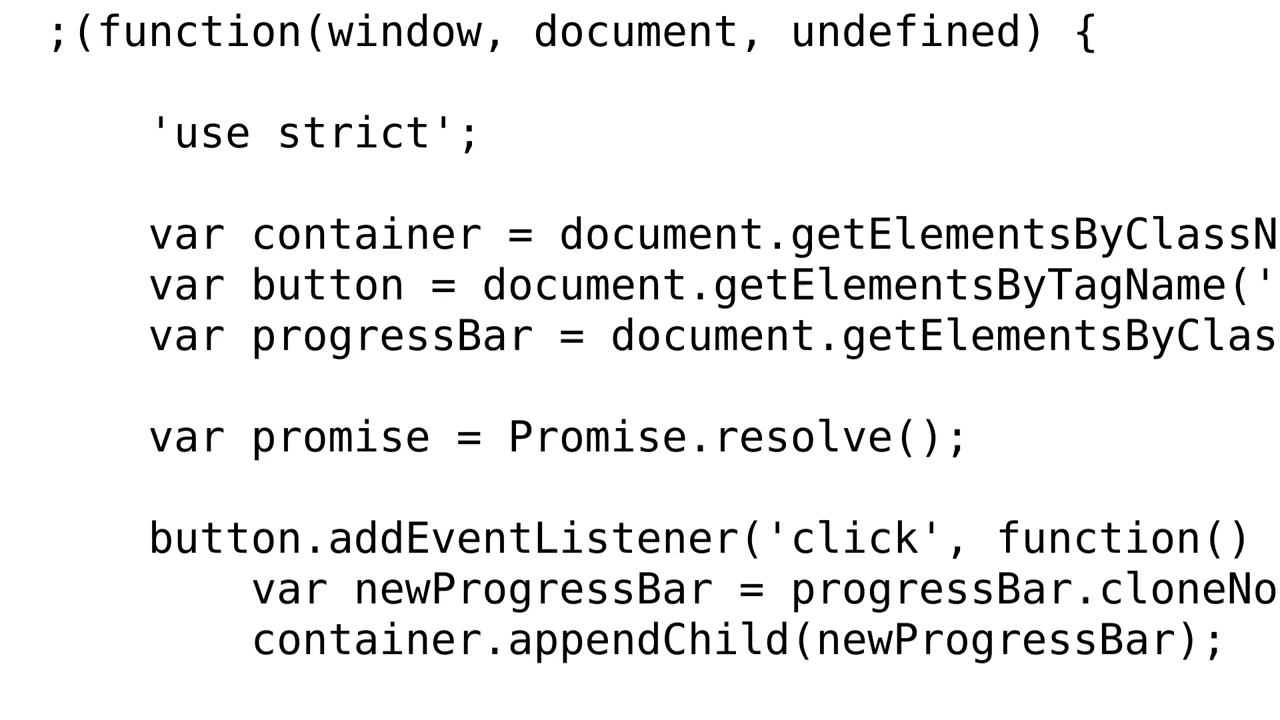 ;(function(window, document, undefined) {
'use strict';
var container = document.getElementsByClassN
var button = document.getElementsByTagName('
var progressBar = document.getElementsByClas
var promise = Promise.resolve();
button.addEventListener('click', function()
var newProgressBar = progressBar.cloneNo
container.appendChild(newProgressBar);